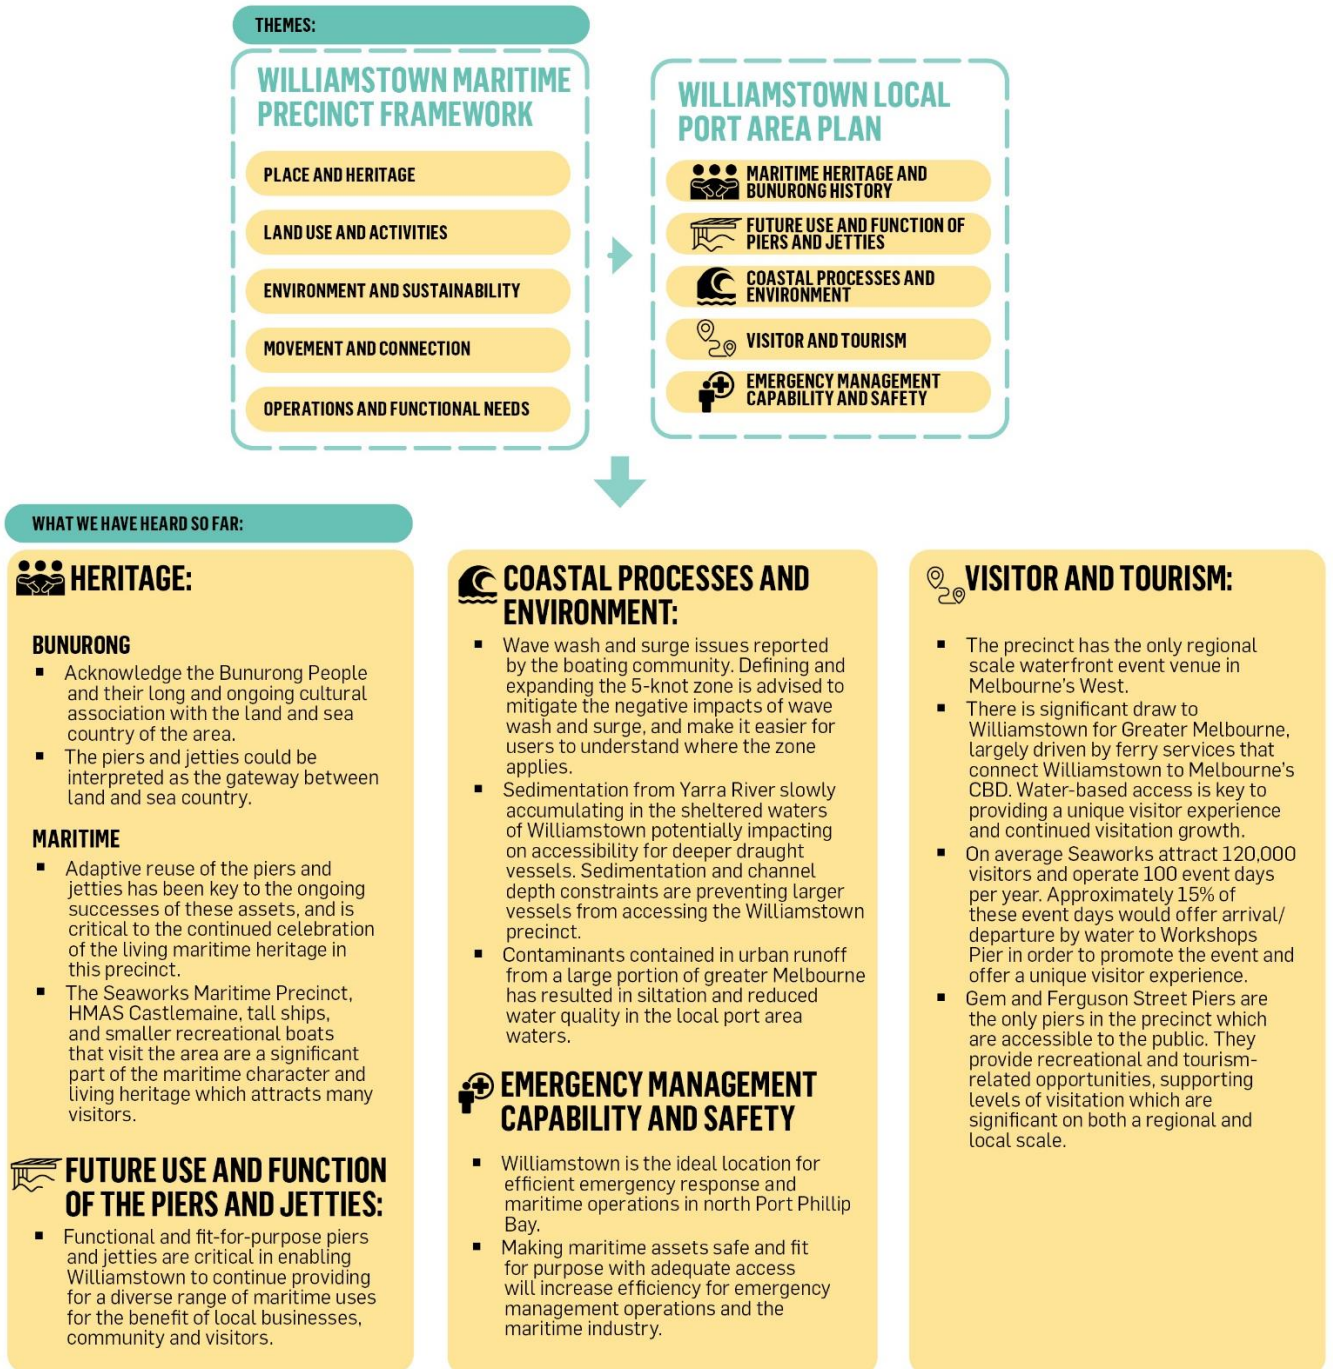 THEMES:
WILLIAMSTOWN MARITIME
PRECINCT FRAMEWORK
PLACE AND HERITAGE
LAND USE AND ACTIVITIES
ENVIRONMENT AND SUSTAINABILITY
MOVEMENT AND CONNECTION
OPERATIONS AND FUNCTIONAL NEEDS
WILLIAMSTOWN LOCAL
PORT AREA PLAN
MARITIME HERITAGE AND
BUNURONG HISTORY
FUTURE USE AND FUNCTION OF
PIERS AND JETTIES
COASTAL PROCESSES AND
ENVIRONMENT
VISITOR AND TOURISM
EMERGENCY MANAGEMENT
CAPABILITY AND SAFETY
WHAT WE HAVE HEARD SO FAR:
HERITAGE:
BUNURONG
▪ Acknowledge the Bunurong People
and their long and ongoing cultural
association with the land and sea
country of the area.
▪ The piers and jetties could be
interpreted as the gateway between
land and sea country.
MARITIME
▪ Adaptive reuse of the piers and
jetties has been key to the ongoing
successes of these assets, and is
critical to the continued celebration
of the living maritime heritage in
this precinct.
▪ The Seaworks Maritime Precinct,
HMAS Castlemaine, tall ships,
and smaller recreational boats
that visit the area are a significant
part of the maritime character and
living heritage which attracts many
visitors.
FUTURE USE AND FUNCTION
OF THE PIERS AND JETTIES:
▪ Functional and fit-for-purpose piers
and jetties are critical in enabling
Williamstown to continue providing
for a diverse range of maritime uses
for the benefit of local businesses,
community and visitors.
COASTAL PROCESSES AND
ENVIRONMENT:
▪ Wave wash and surge issues reported
by the boating community. Defining and
expanding the 5-knot zone is advised to
mitigate the negative impacts of wave
wash and surge, and make it easier for
users to understand where the zone
applies.
▪ Sedimentation from Yarra River slowly
accumulating in the sheltered waters
of Williamstown potentially impacting
on accessibility for deeper draught
vessels. Sedimentation and channel
depth constraints are preventing larger
vessels from accessing the Williamstown
precinct.
▪ Contaminants contained in urban runoff
from a large portion of greater Melbourne
has resulted in siltation and reduced
water quality in the local port area
waters.
EMERGENCY MANAGEMENT
CAPABILITY AND SAFETY
▪ Williamstown is the ideal location for
efficient emergency response and
maritime operations in north Port Phillip
Bay.
▪ Making maritime assets safe and fit
for purpose with adequate access
will increase efficiency for emergency
management operations and the
maritime industry.
VISITOR AND TOURISM:
▪ The precinct has the only regional
scale waterfront event venue in
Melbourne's West.
▪ There is significant draw to
Williamstown for Greater Melbourne,
largely driven by ferry services that
connect Williamstown to Melbourne's
CBD. Water-based access is key to
providing a unique visitor experience
and continued visitation growth.
▪ On average Seaworks attract 120,000
visitors and operate 100 event days
per year. Approximately 15% of
these event days would offer arrival/
departure by water to Workshops
Pier in order to promote the event and
offer a unique visitor experience.
▪ Gem and Ferguson Street Piers are
the only piers in the precinct which
are accessible to the public. They
provide recreational and tourism-
related opportunities, supporting
levels of visitation which are
significant on both a regional and
local scale.